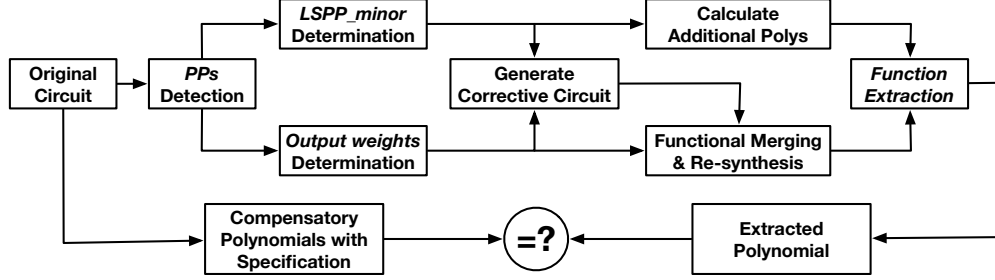 LSPP_minor
Determination
Calculate
Additional Polys
Original
Circuit
PPs
Detection
Generate
Corrective Circuit
Function
Extraction
Output weights
Determination
Functional Merging
& Re-synthesis
Compensatory
Polynomials with
Specification
=?
Extracted
Polynomial